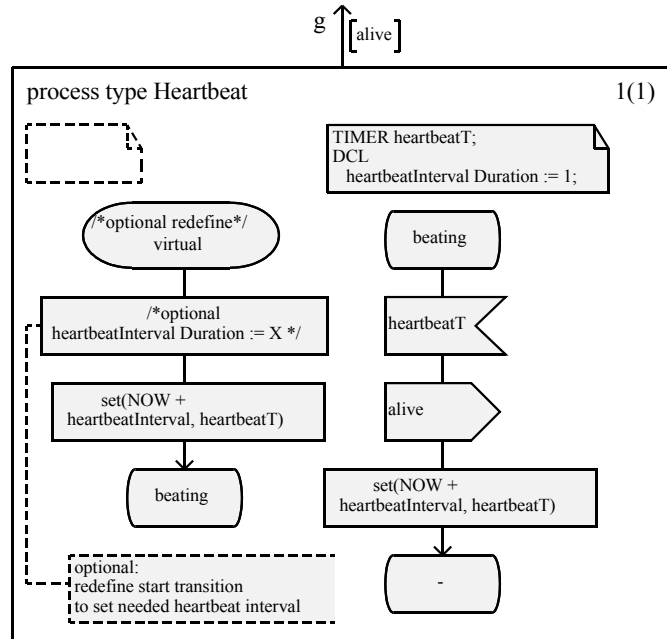 g
[alive]
process type Heartbeat
1(1)
TIMER heartbeatT;
DCL
heartbeatInterval Duration := 1;
/*optional redefine*/
virtual
/*optional
heartbeatInterval Duration := X */
set(NOW +
heartbeatInterval, heartbeatT)
beating
optional:
redefine start transition
to set needed heartbeat interval
beating
heartbeatT
alive
set(NOW +
heartbeatInterval, heartbeatT)
-